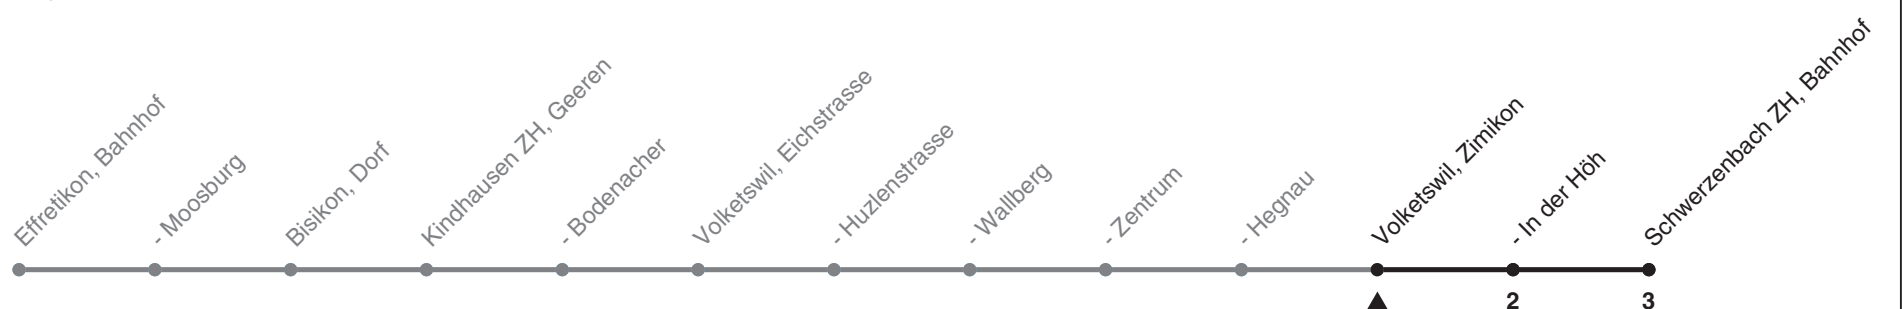 Effretikon, Bahnhof
- Moosburg
Bisikon, Dorf
Kindhausen ZH, Geeren
- Bodenacher
Volketswil, Eichstrasse
- Huzlenstrasse
- Wallberg
- Zentrum
- Hegnau
Volketswil, Zimikon
- In der Höh
Schwerzenbach ZH, Bahnhof
2
3